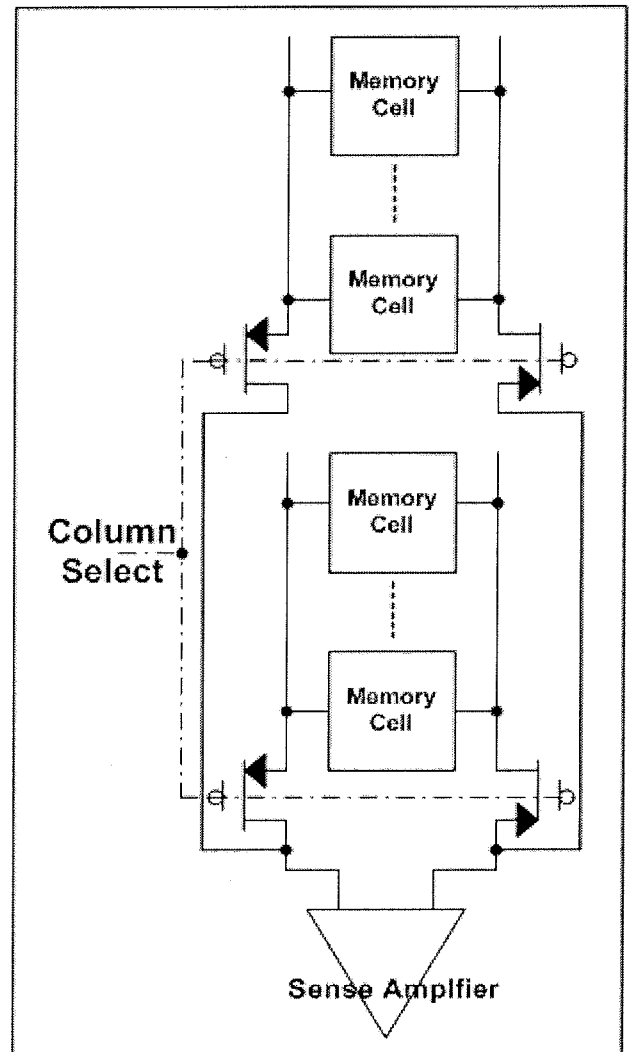 Memory
Cell
Memory
Cell
Memory
Cell
Column
Select
Memory
Cell
Sense Amplfier